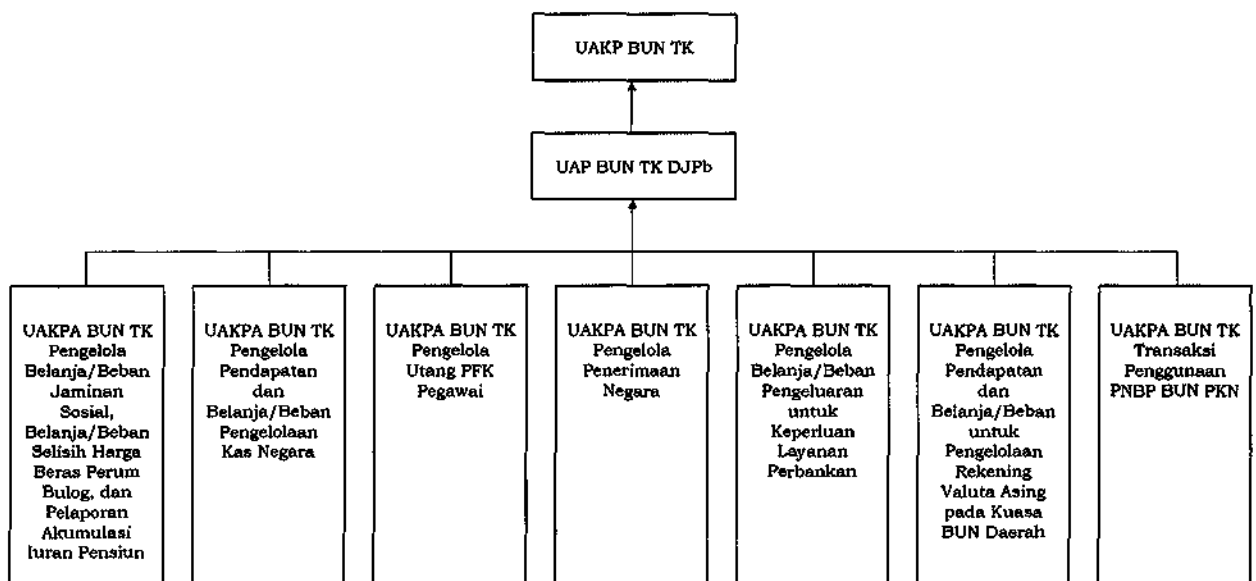 UAKP BUN TK
UAP BUN TK DJPb
UAKPA BUN TK
Pengelola
Belanja/Beban
Jaminan
Sosial,
Belanja/Beban
Selisih Harga
Beras Perum
Bulog, dan
Pelaporan
Akumulasi
Iuran Pensiun
UAKPA BUN TK
Pengelola
Pendapatan
dan
Belanja/Beban
Pengelolaan
Kas Negara
UAKPA BUN TK
Pengelola
Utang PFK
Pegawai
UAKPA BUN TK
Pengelola
Penerimaan
Negara
UAKPA BUN TK
Pengelola
Belanja/Beban
Pengeluaran
untuk
Keperluan
Layanan
Perbankan
UAKPA BUN TK
Pengelola
Pendapatan
dan
Belanja/Beban
untuk
Pengelolaan
Rekening
Valuta Asing
pada Kuasa
BUN Daerah
UAKPA BUN TK
Transaksi
Penggunaan
PNBP BUN PKN